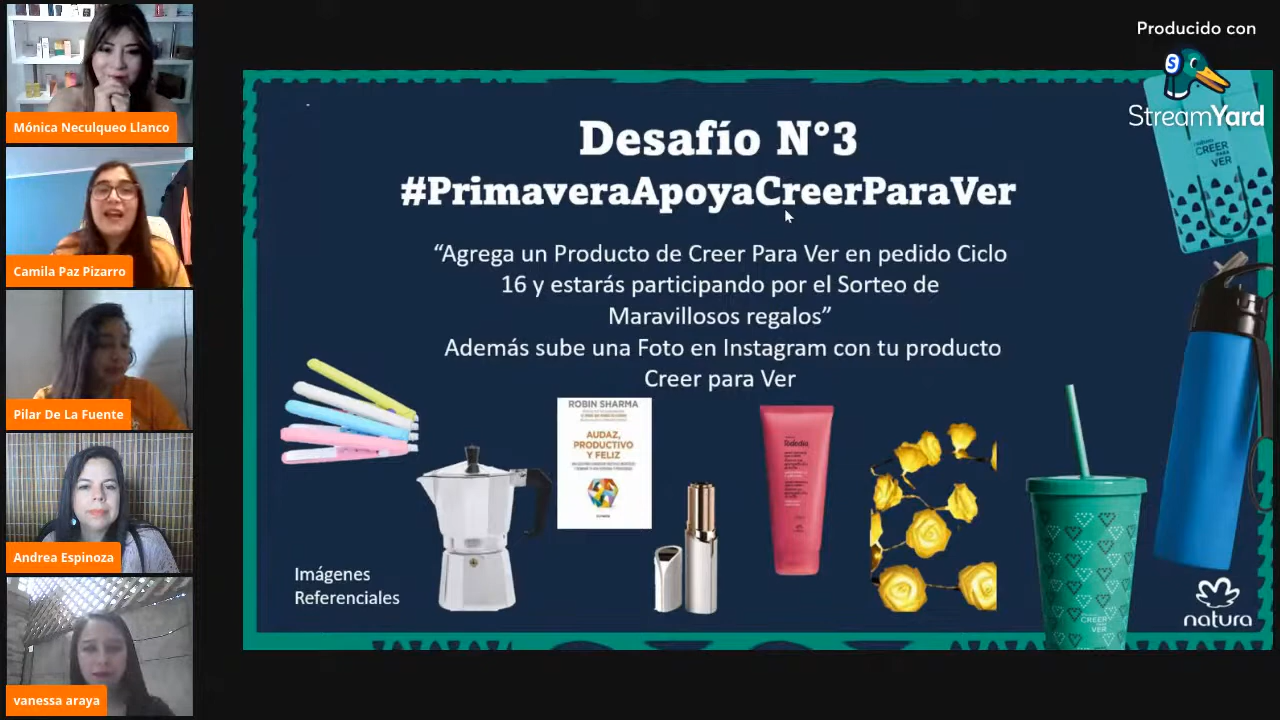 Producido con
StreamYard
Mónica Neculqueo Llanco
Camila Paz Pizarro
Pilar De La Fuente
Andrea Espinoza
vanessa araya
Desafío N°3
#PrimaveraApoyaCreerParaVer
“Agrega un Producto de Creer Para Ver en pedido Ciclo
16 y estarás participando por el Sorteo de
Maravillosos regalos”
Además sube una Foto en Instagram con tu producto
Creer para Ver
ROBIN SHARMA
AUDAZ,
PRODUCTIVO
Y FELIZ
Tododia
CREER
PARA
VER
CREER
VER
Imágenes
Referenciales
natura